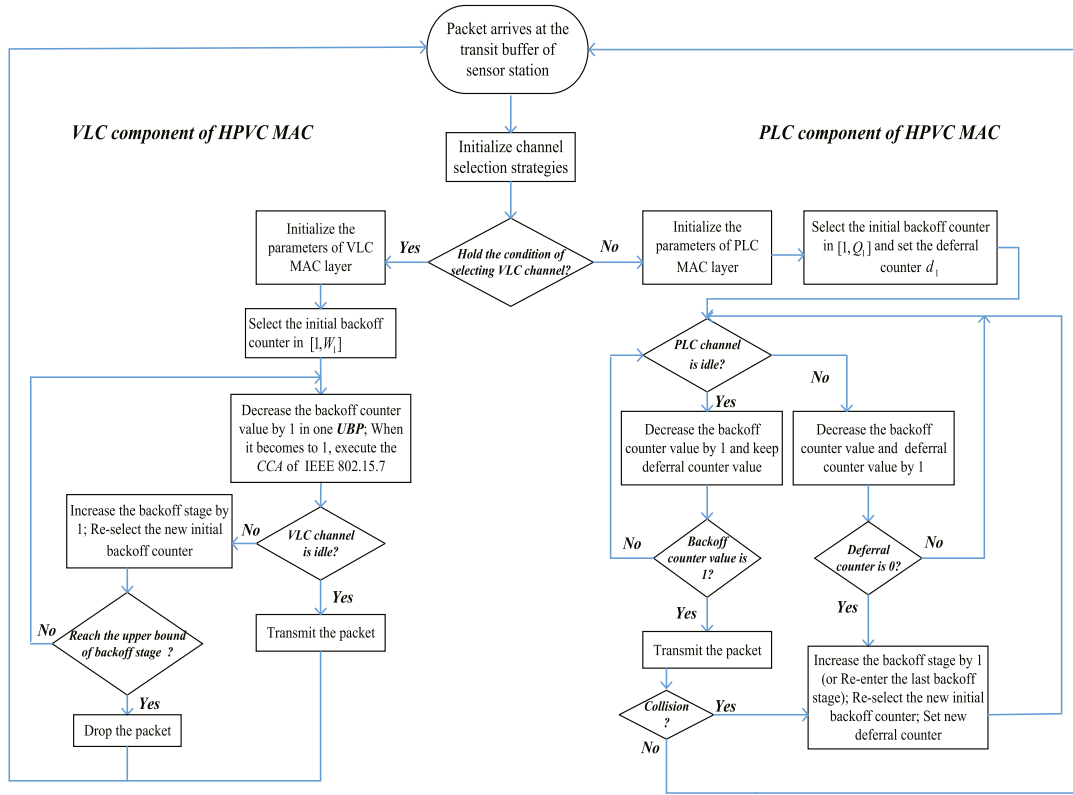 Packet arrives at the
transit buffer of
sensor station
VLC component of HPVC MAC
PLC component of HPVC MAC
Initialize channel
selection strategies
Initialize the
parameters of VLC
MAC layer
Yes
Hold the condition of
selecting VLC channel?
No
Initialize the
parameters of PLC
MAC layer
Select the initial backoff counter
in [1,Q₁] and set the deferral
counter d₁
Select the initial backoff
counter in [1,W₁]
Decrease the backoff counter
value by 1 in one UBP; When
it becomes to 1, execute the
CCA of IEEE 802.15.7
Increase the backoff stage by
1; Re-select the new initial
backoff counter
No
VLC channel
is idle?
Yes
Transmit the packet
No
Reach the upper bound
of backoff stage ?
Yes
Drop the packet
PLC channel
is idle?
No
Yes
Decrease the backoff
counter value by 1 and keep
deferral counter value
Decrease the backoff
counter value and deferral
counter value by 1
No
Backoff
counter value is
1?
Yes
Deferral
counter is 0?
No
Yes
Transmit the packet
Collision
?
Yes
No
Increase the backoff stage by 1
(or Re-enter the last backoff
stage); Re-select the new initial
backoff counter; Set new
deferral counter